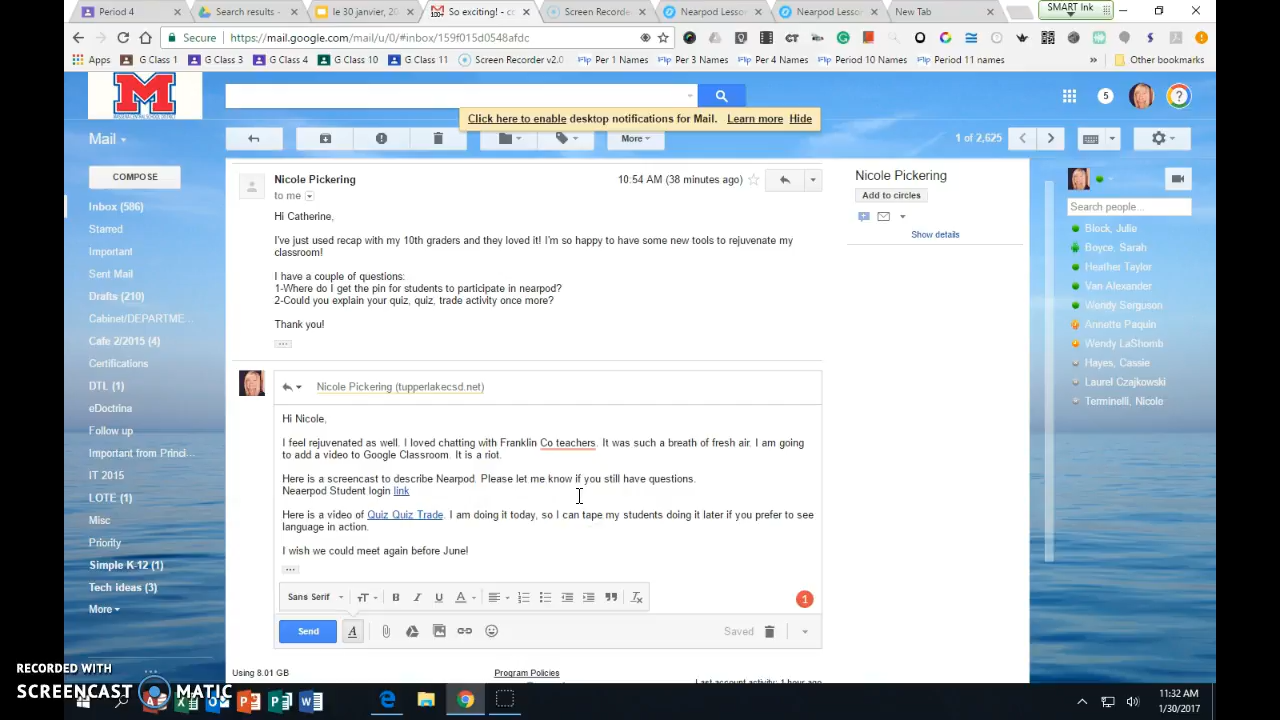 Period 4
Search results -
le 30 janvier, 20
So exciting! - co
Screen Recorde
Nearpod Lesso
Nearpod Lesso
New Tab
SMART Ink
Secure
https://mail.google.com/mail/u/0/#inbox/159f015d0548afdc
Apps
G Class 1
G Class 3
G Class 4
G Class 10
G Class 11
Screen Recorder v2.0
Per 1 Names
Per 3 Names
Per 4 Names
Period 10 Names
Period 11 names
»
Other bookmarks
Click here to enable desktop notifications for Mail. Learn more Hide
5
Mail
More
1 of 2,625
COMPOSE
Inbox (586)
Starred
Important
Sent Mail
Drafts (210)
Cabinet/DEPARTME...
Cafe 2/2015 (4)
Certifications
DTL (1)
eDoctrina
Follow up
Important from Princi...
IT 2015
LOTE (1)
Misc
Priority
Simple K-12 (1)
Tech ideas (3)
More
Nicole Pickering
10:54 AM (38 minutes ago)
to me
Hi Catherine,
I've just used recap with my 10th graders and they loved it! I'm so happy to have some new tools to rejuvenate my
classroom!
I have a couple of questions:
1-Where do I get the pin for students to participate in nearpod?
2-Could you explain your quiz, quiz, trade activity once more?
Thank you!
...
Nicole Pickering (tupperlakecsd.net)
Hi Nicole,
I feel rejuvenated as well. I loved chatting with Franklin Co teachers. It was such a breath of fresh air. I am going
to add a video to Google Classroom. It is a riot.
Here is a screencast to describe Nearpod. Please let me know if you still have questions.
Neaerpod Student login link
Here is a video of Quiz Quiz Trade. I am doing it today, so I can tape my students doing it later if you prefer to see
language in action.
I wish we could meet again before June!
...
Sans Serif
1
Send
Saved
Using 8.01 GB
Program Policies
Last account activity: 1 hour ago
Nicole Pickering
Add to circles
Show details
Search people...
Block, Julie
Boyce, Sarah
Heather Taylor
Van Alexander
Wendy Serguson
Annette Paquin
Wendy LaShomb
Hayes, Cassie
Laurel Czajkowski
Terminelli, Nicole
RECORDED WITH
SCREENCAST MATIC
11:32 AM
1/30/2017